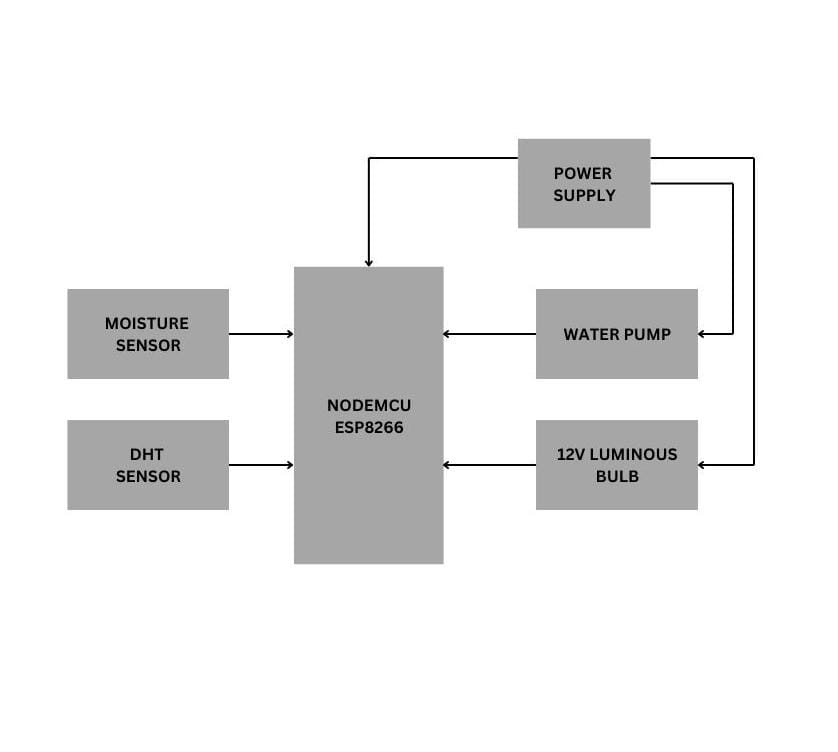 POWER
SUPPLY
MOISTURE
SENSOR
WATER PUMP
NODEMCU
ESP8266
DHT
SENSOR
12V LUMINOUS
BULB